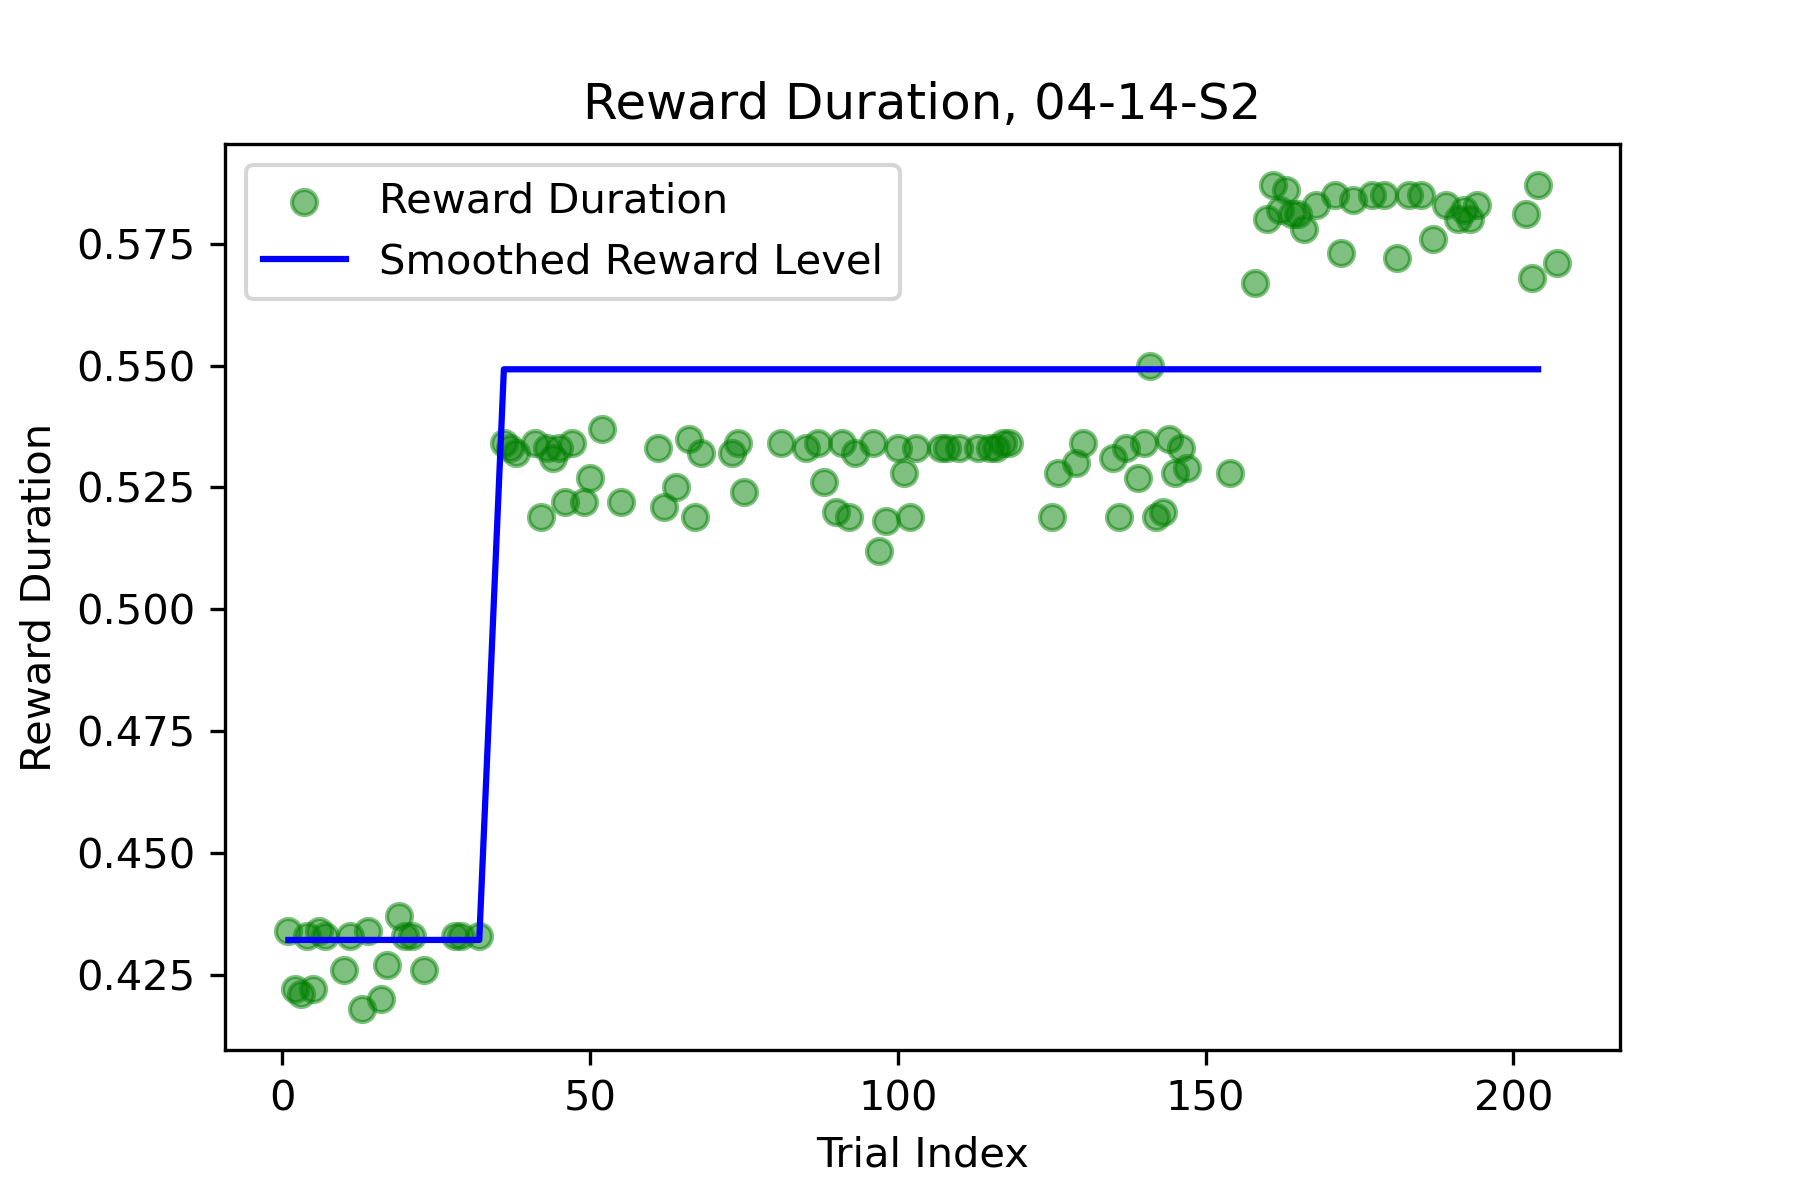 Reward Duration, 04-14-S2
Reward Duration
Smoothed Reward Level
0.575
0.550
0.525
0.500
0.475
0.450
0.425
Reward Duration
0
50
100
150
200
Trial Index